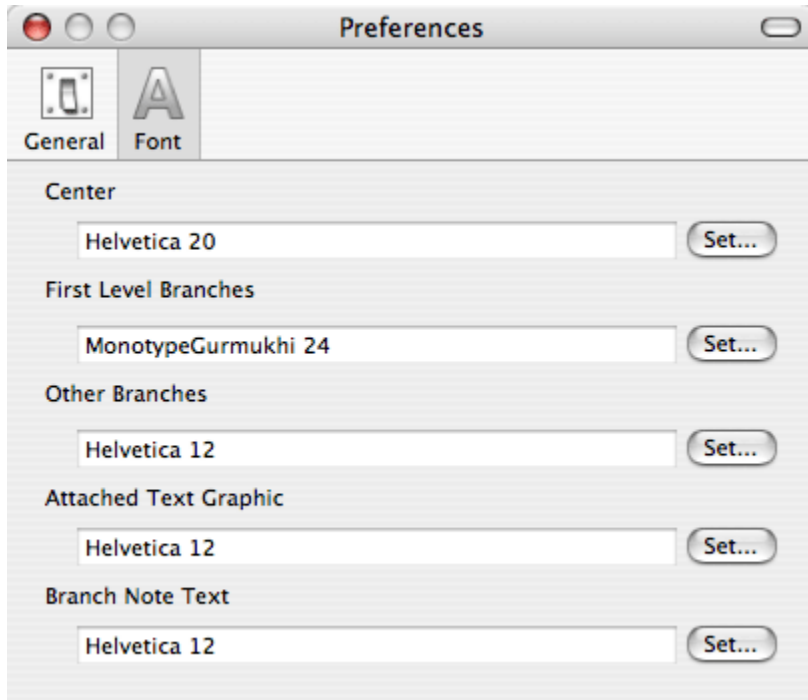 Preferences
General Font
Center
Helvetica 20 Set...
First Level Branches
MonotypeGurmukhi 24 Set...
Other Branches
Helvetica 12 Set...
Attached Text Graphic
Helvetica 12 Set...
Branch Note Text
Helvetica 12 Set...